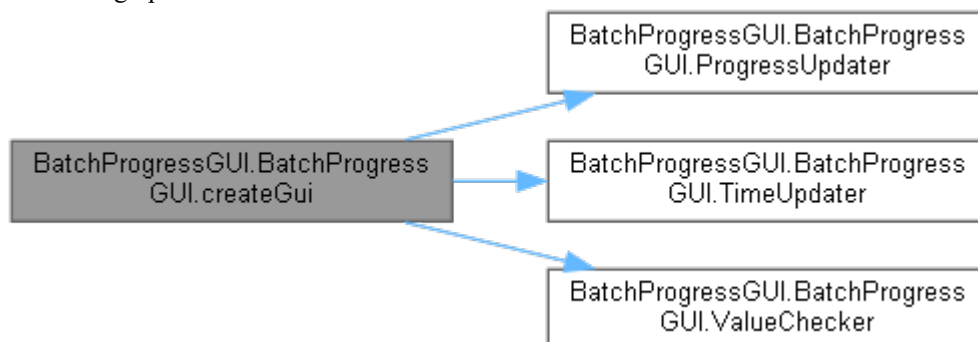 BatchProgressGUI.BatchProgress
GUI.ProgressUpdater
BatchProgressGUI.BatchProgress
GUI.createGui
BatchProgressGUI.BatchProgress
GUI.TimeUpdater
BatchProgressGUI.BatchProgress
GUI.ValueChecker